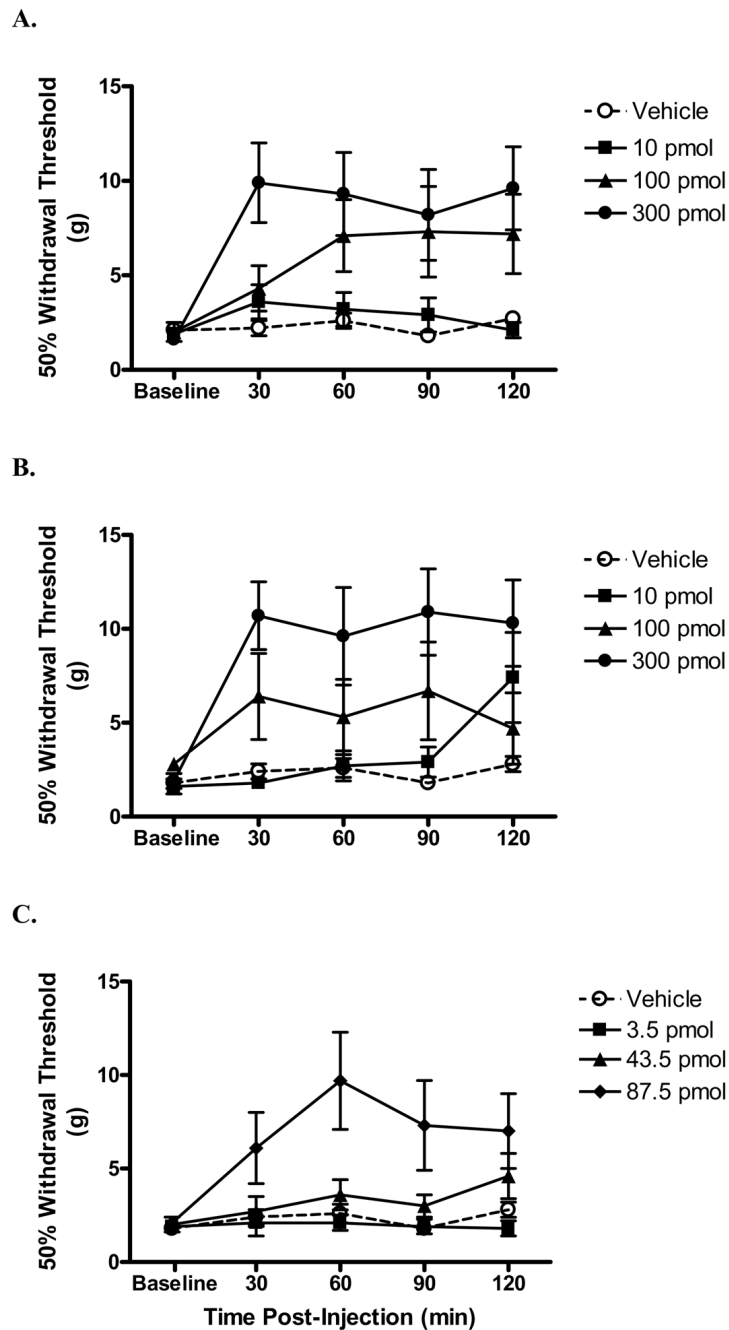 A.
50% Withdrawal Threshold
(g)
15
10
5
0
Baseline 30 60 90 120
Vehicle
10 pmol
100 pmol
300 pmol
B.
50% Withdrawal Threshold
(g)
15
10
5
0
Baseline 30 60 90 120
Vehicle
10 pmol
100 pmol
300 pmol
C.
50% Withdrawal Threshold
(g)
15
10
5
0
Baseline 30 60 90 120
Time Post-Injection (min)
Vehicle
3.5 pmol
43.5 pmol
87.5 pmol